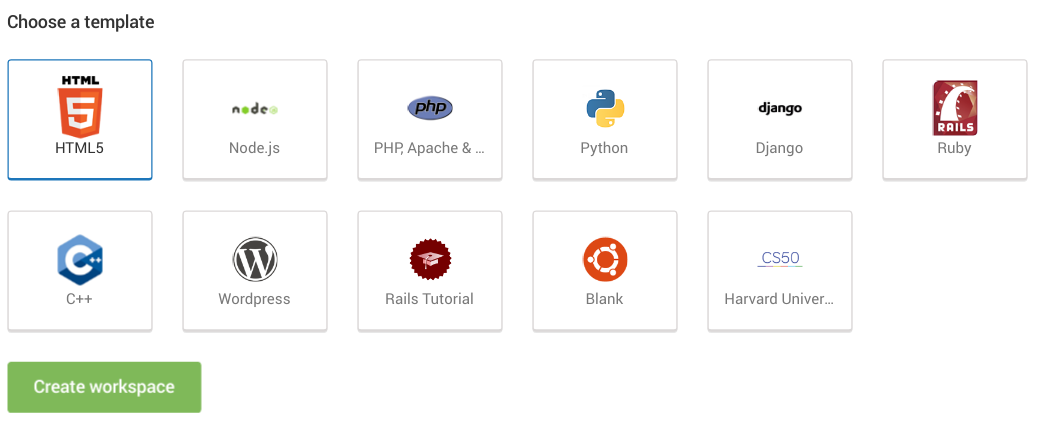 Choose a template
HTML
5
HTML5
node
Node.js
php
PHP, Apache & ...
Python
django
Django
RAILS
Ruby
C++
C++
W
Wordpress
Rails Tutorial
Blank
CS50
Harvard Univer...
Create workspace